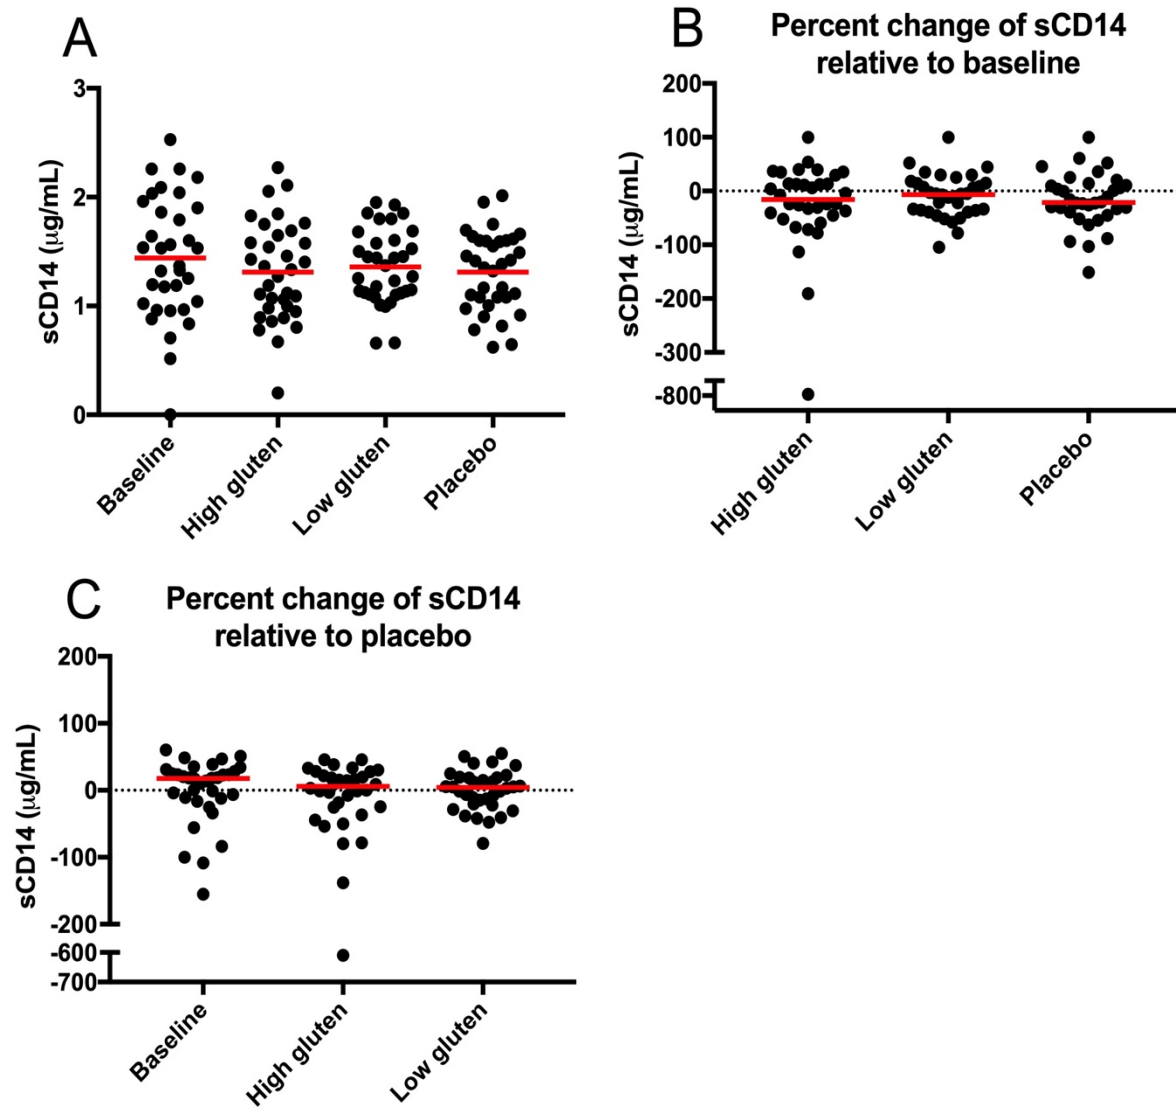 A
3
2
1
0
sCD14 (μg/mL)
Baseline
High gluten
Low gluten
Placebo
B
Percent change of sCD14
relative to baseline
200
100
0
-100
-200
-300
-800
sCD14 (μg/mL)
High gluten
Low gluten
Placebo
C
Percent change of sCD14
relative to placebo
200
100
0
-100
-200
-600
-700
sCD14 (μg/mL)
Baseline
High gluten
Low gluten